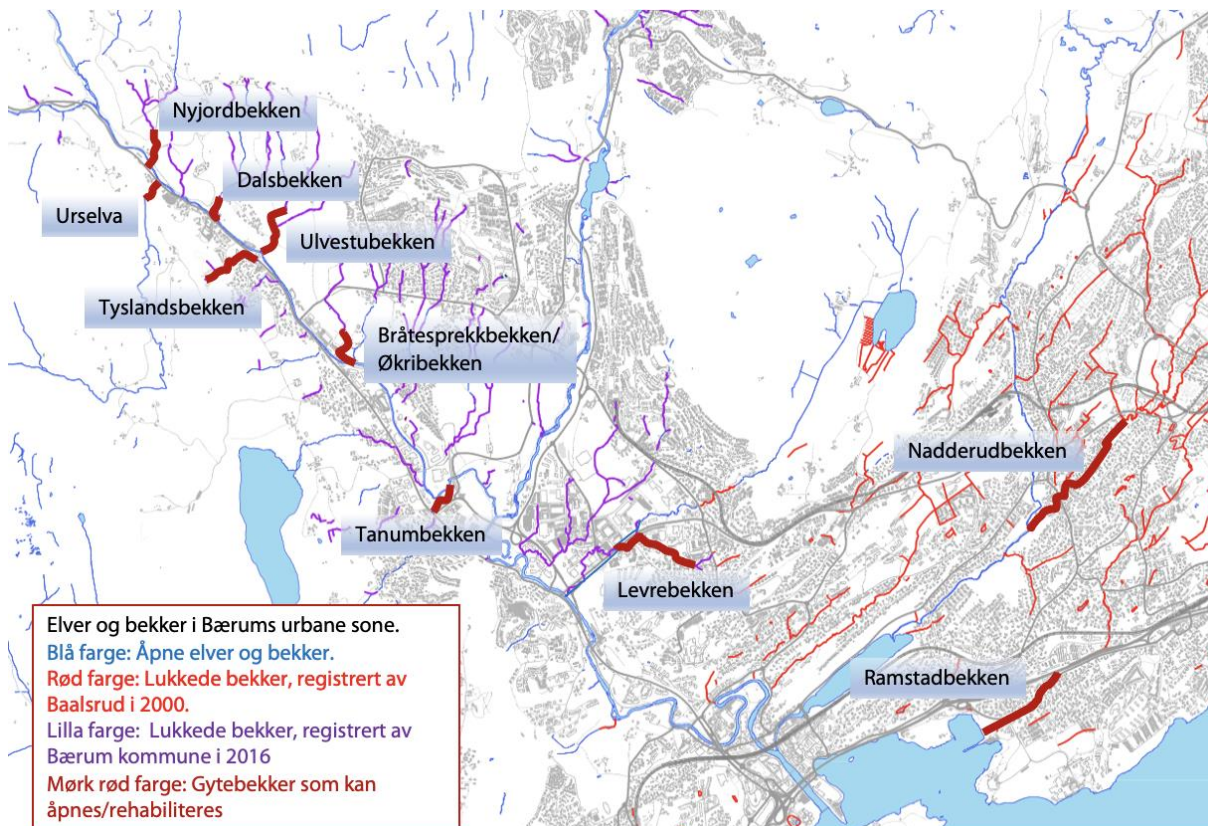 Nyjordbekken
Dalsbekken
Urselva
Ulvestubekken
Tyslandsbekken
Bråtesprekkbekken/
Økribekken
Nadderudbekken
Tanumbekken
Levrebekken
Ramstadbekken
Elver og bekker i Bærums urbane sone.
Blå farge: Åpne elver og bekker.
Rød farge: Lukkede bekker, registrert av
Baalsrud i 2000.
Lilla farge: Lukkede bekker, registrert av
Bærum kommune i 2016
Mørk rød farge: Gytebekker som kan
åpnes/rehabiliteres